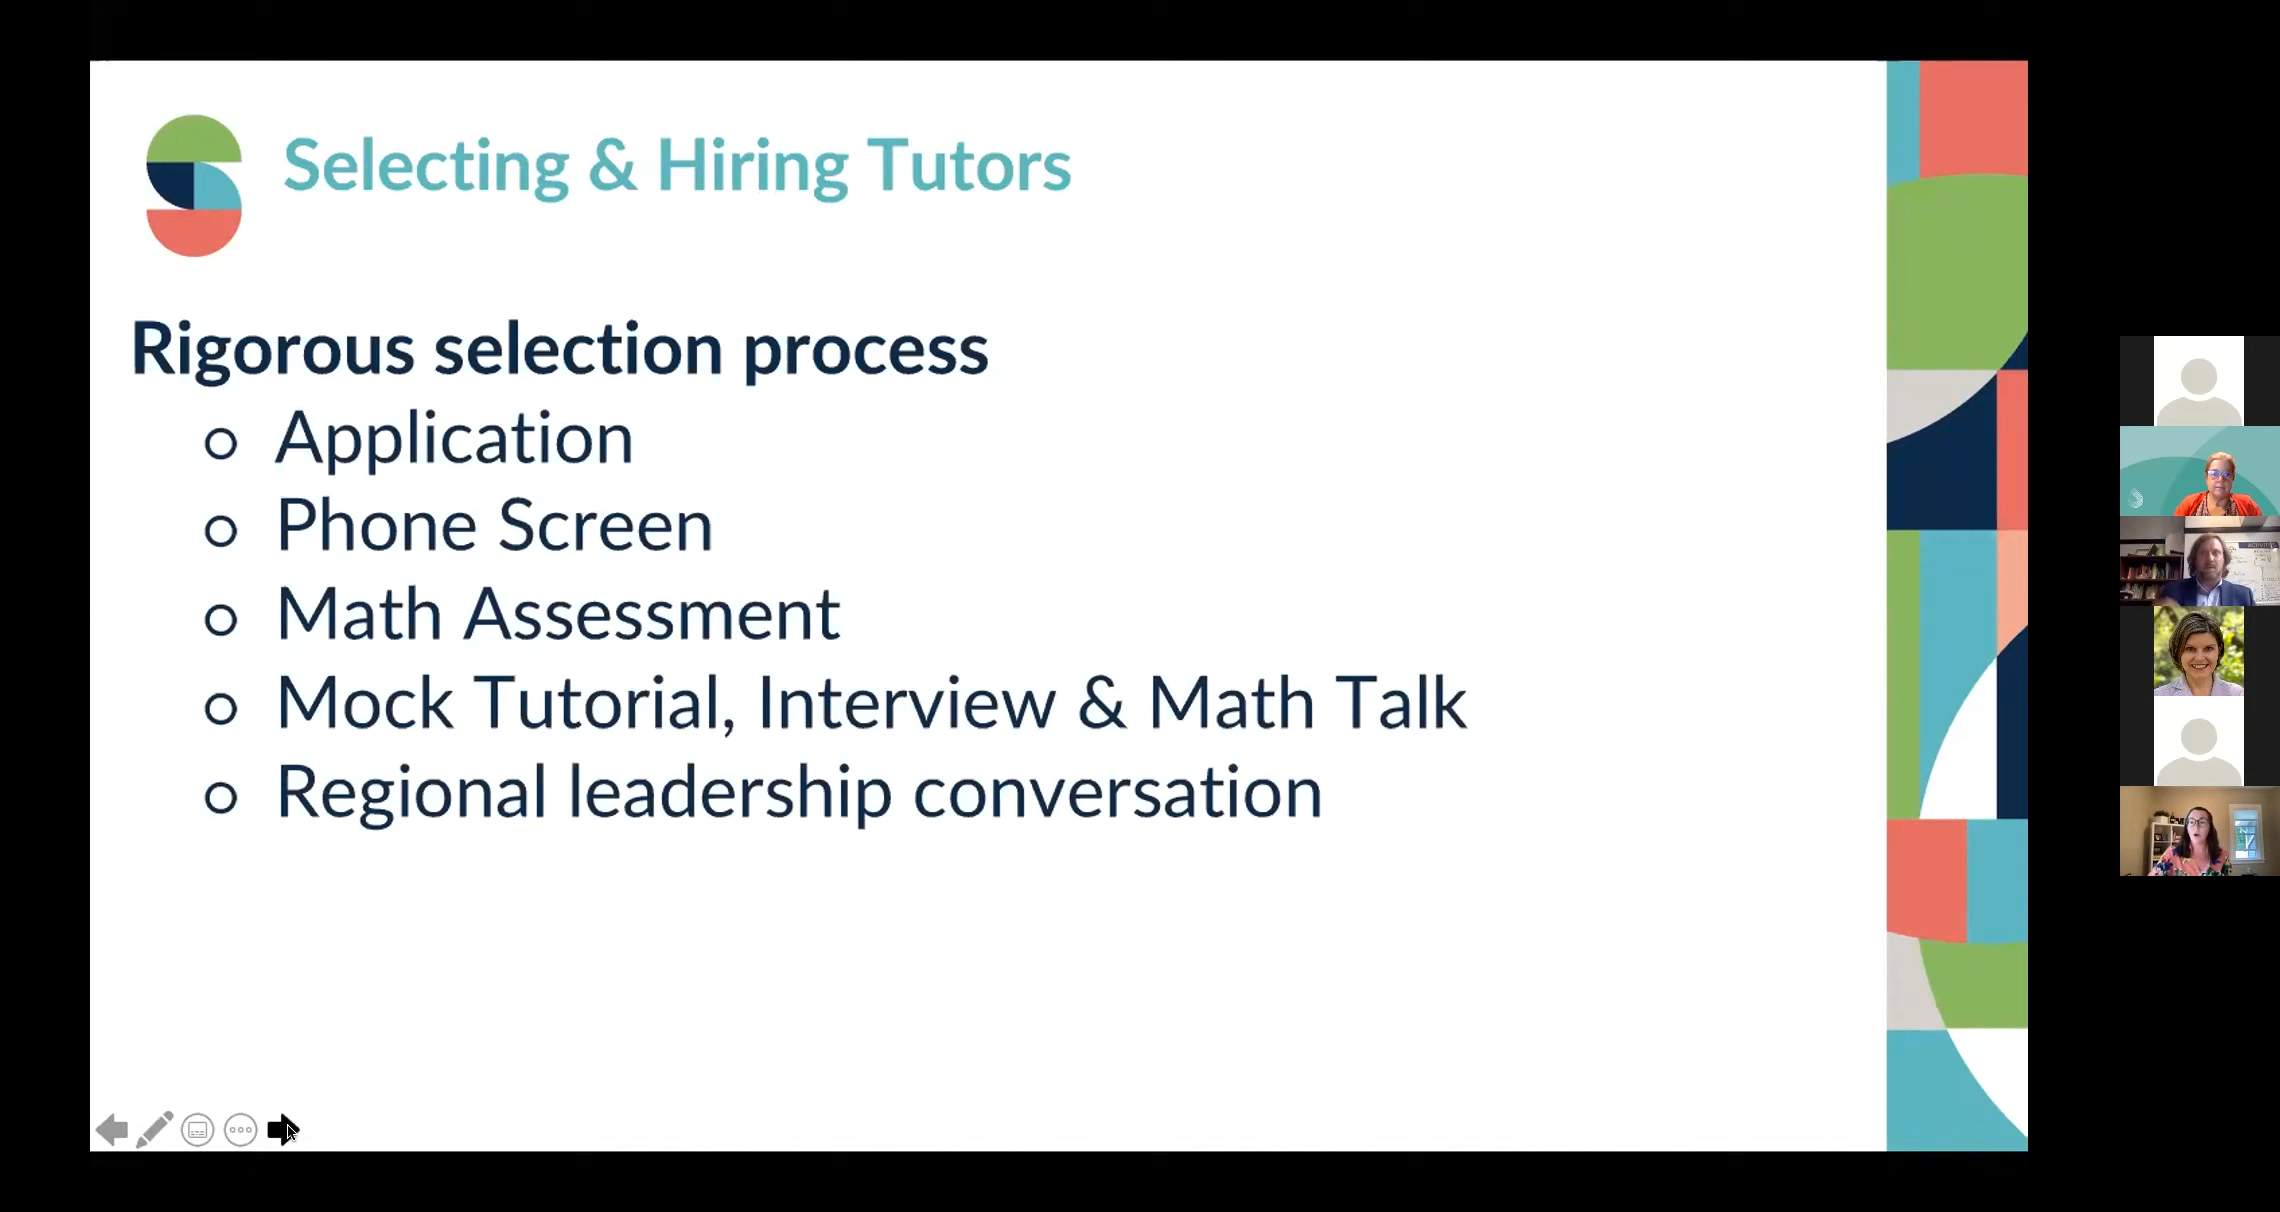 Selecting & Hiring Tutors
Rigorous selection process
Application
Phone Screen
Math Assessment
Mock Tutorial, Interview & Math Talk
Regional leadership conversation